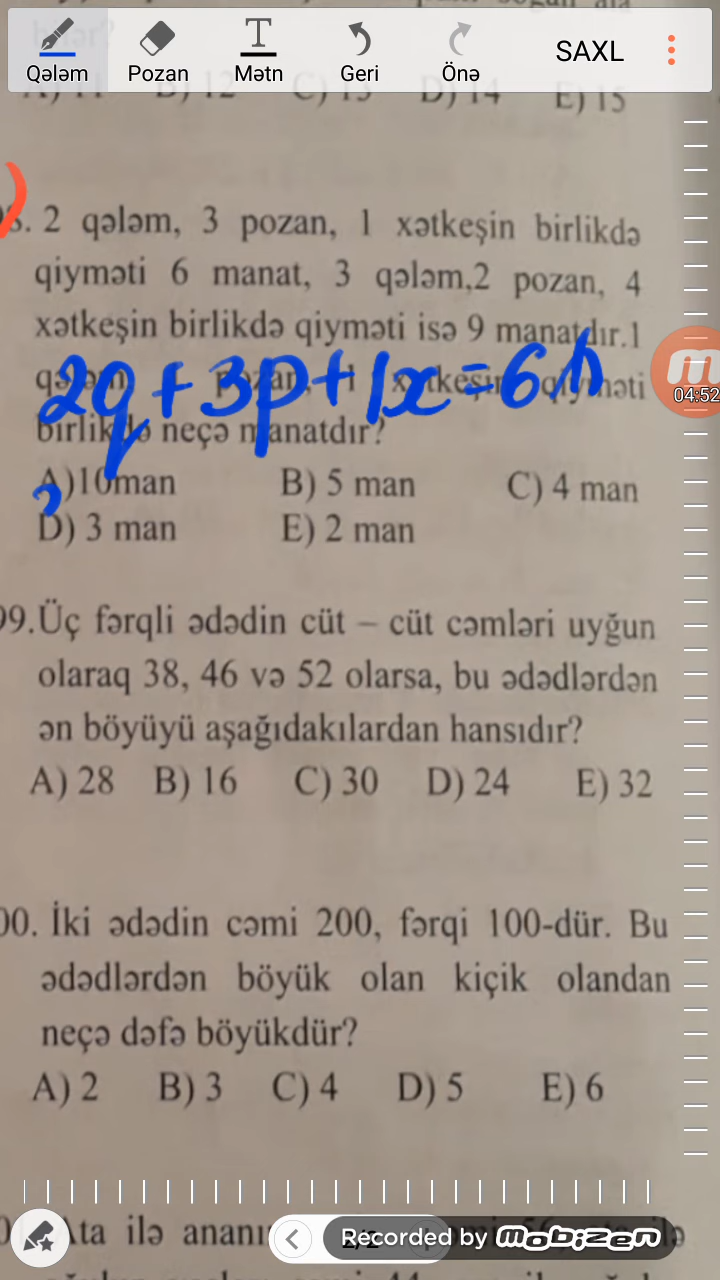 Qələm Pozan Mətn Geri Önə SAXL
A) 11 B) 12 C) 13 D) 14 E) 15
2 qələm, 3 pozan, 1 xətkeşin birlikdə
qiyməti 6 manat, 3 qələm,2 pozan, 4
xətkeşin birlikdə qiyməti isə 9 manatdır.1
2q+3p+1x=6
birlikdə neçə manatdır?
A)10man B) 5 man C) 4 man
D) 3 man E) 2 man
04:52
99.Üç fərqli ədədin cüt – cüt cəmləri uyğun
olaraq 38, 46 və 52 olarsa, bu ədədlərdən
ən böyüyü aşağıdakılardan hansıdır?
A) 28 B) 16 C) 30 D) 24 E) 32
00. İki ədədin cəmi 200, fərqi 100-dür. Bu
ədədlərdən böyük olan kiçik olandan
neçə dəfə böyükdür?
A) 2 B) 3 C) 4 D) 5 E) 6
Ata ilə
2/2
Recorded by mobizen